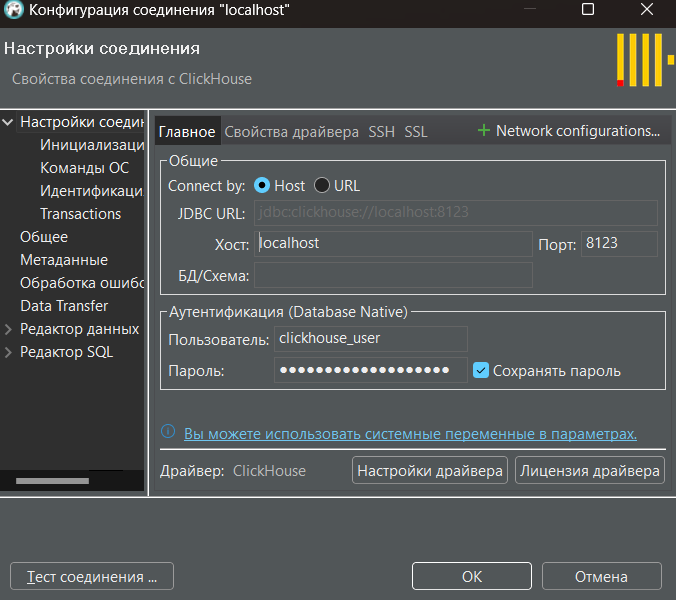 Конфигурация соединения "localhost"
Настройки соединения
Свойства соединения с ClickHouse
Настройки соедин
Инициализаци
Команды ОС
Идентификаци
Transactions
Общее
Метаданные
Обработка ошибо
Data Transfer
Редактор данных
Редактор SQL
Главное Свойства драйвера SSH SSL + Network configurations...
Общие
Connect by: Host URL
JDBC URL: jdbc:clickhouse://localhost:8123
Хост: localhost Порт: 8123
БД/Схема:
Аутентификация (Database Native)
Пользователь: clickhouse_user
Пароль: ●●●●●●●●●●●●●●●●●●● Сохранять пароль
Вы можете использовать системные переменные в параметрах.
Драйвер: ClickHouse Настройки драйвера Лицензия драйвера
Тест соединения ... ОК Отмена